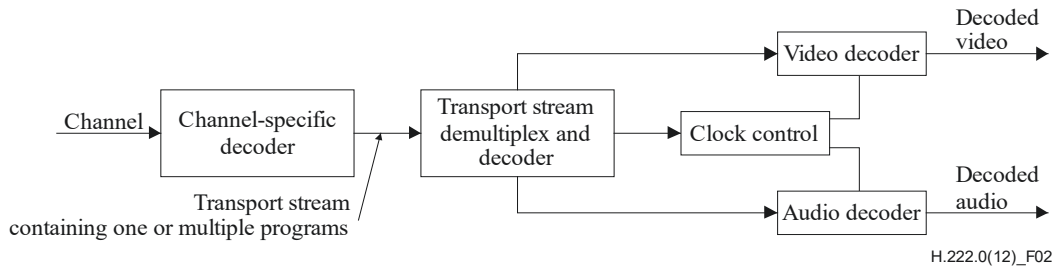 Channel
Channel-specific
decoder
Transport stream
containing one or multiple programs
Transport stream
demultiplex and
decoder
Clock control
Video decoder
Decoded
video
Audio decoder
Decoded
audio
H.222.0(12)_F02